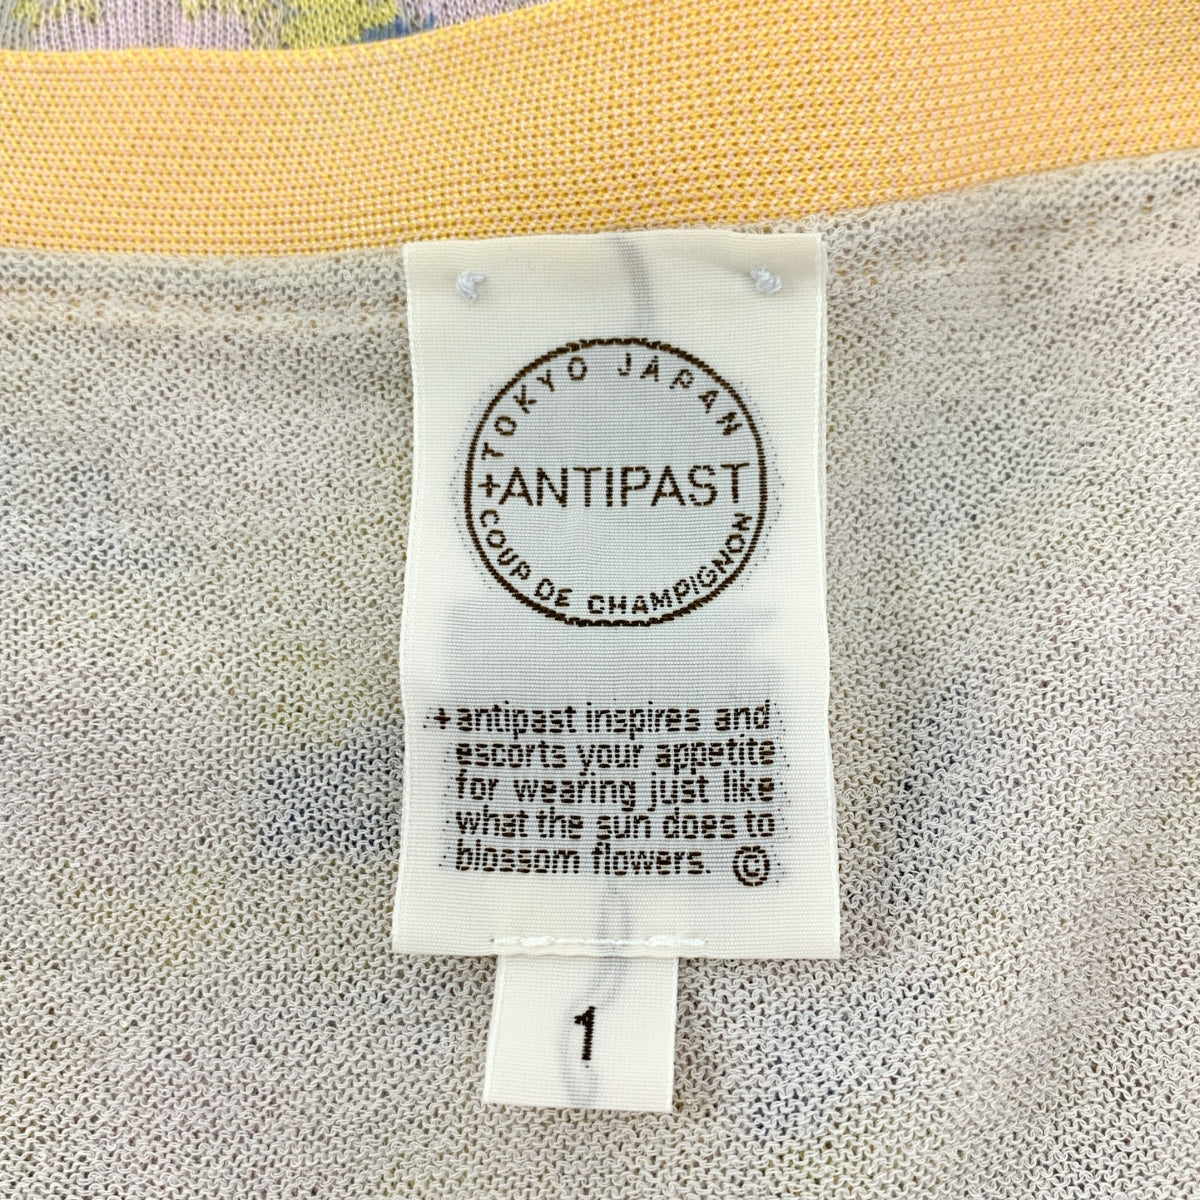 +TOKYO JAPAN
+ANTIPAST
COUP DE CHAMPIGNON
+antipast inspires and
escorts your appetite
for wearing just like
what the sun does to
blossom flowers. ©
1